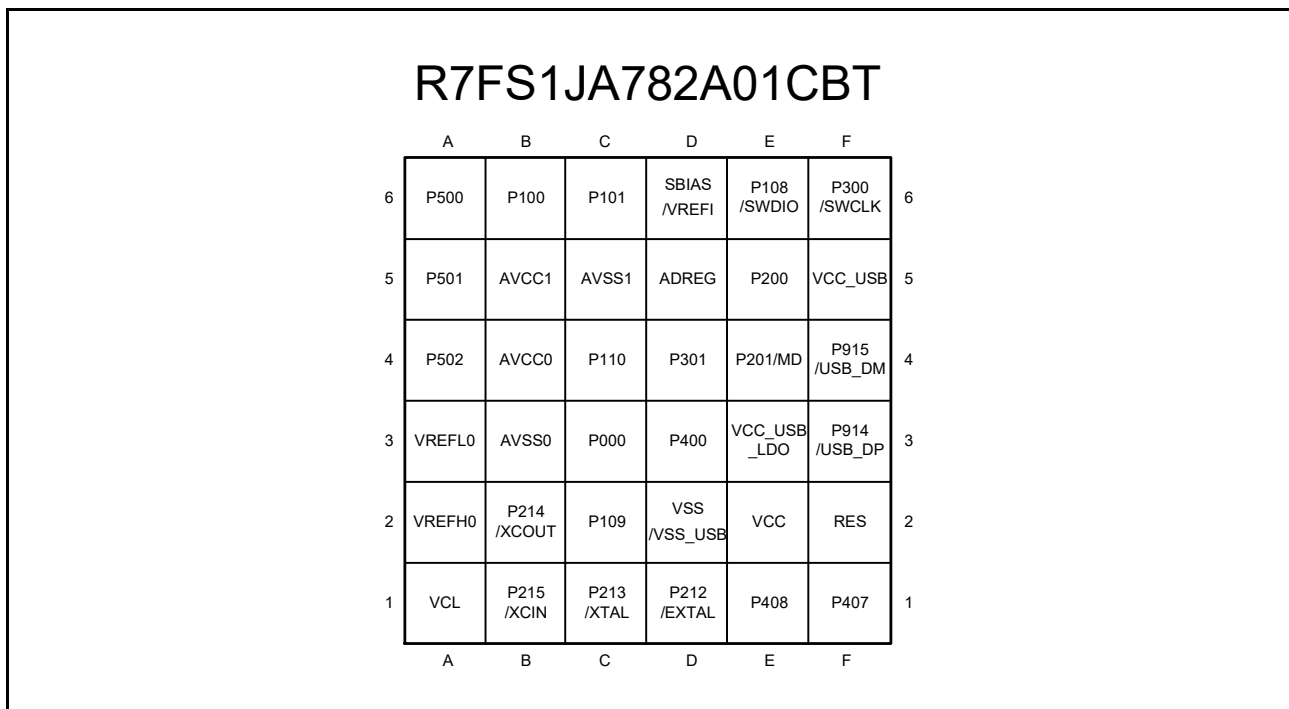 R7FS1JA782A01CBT
A B C D E F
6 P500 P100 P101 SBIAS /VREFI P108 /SWDIO P300 /SWCLK 6
5 P501 AVCC1 AVSS1 ADREG P200 VCC_USB 5
4 P502 AVCC0 P110 P301 P201/MD P915 /USB_DM 4
3 VREFL0 AVSS0 P000 P400 VCC_USB _LDO P914 /USB_DP 3
2 VREFH0 P214 /XCOUT P109 VSS /VSS_USB VCC RES 2
1 VCL P215 /XCIN P213 /XTAL P212 /EXTAL P408 P407 1
A B C D E F